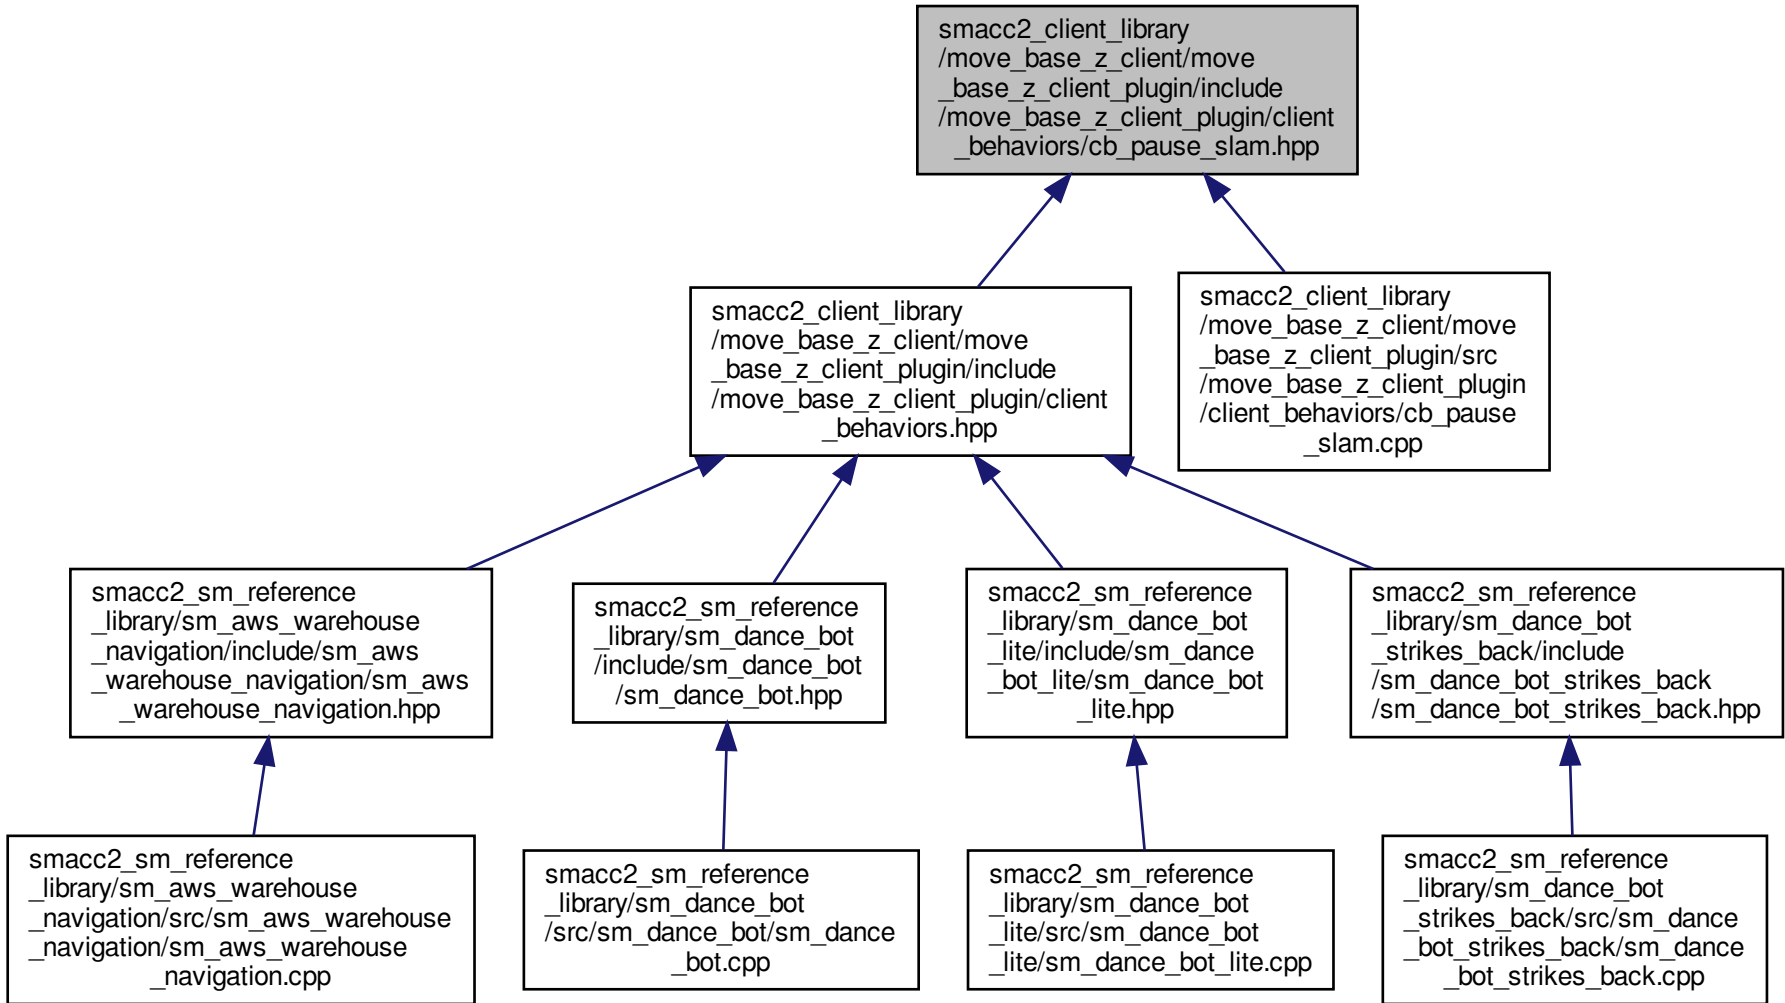 smacc2_client_library
/move_base_z_client/move
_base_z_client_plugin/include
/move_base_z_client_plugin/client
_behaviors/cb_pause_slam.hpp
smacc2_client_library
/move_base_z_client/move
_base_z_client_plugin/include
/move_base_z_client_plugin/client
_behaviors.hpp
smacc2_client_library
/move_base_z_client/move
_base_z_client_plugin/src
/move_base_z_client_plugin
/client_behaviors/cb_pause
_slam.cpp
smacc2_sm_reference
_library/sm_aws_warehouse
_navigation/include/sm_aws
_warehouse_navigation/sm_aws
_warehouse_navigation.hpp
smacc2_sm_reference
_library/sm_dance_bot
/include/sm_dance_bot
/sm_dance_bot.hpp
smacc2_sm_reference
_library/sm_dance_bot
_lite/include/sm_dance
_bot_lite/sm_dance_bot
_lite.hpp
smacc2_sm_reference
_library/sm_dance_bot
_strikes_back/include
/sm_dance_bot_strikes_back
/sm_dance_bot_strikes_back.hpp
smacc2_sm_reference
_library/sm_aws_warehouse
_navigation/src/sm_aws_warehouse
_navigation/sm_aws_warehouse
_navigation.cpp
smacc2_sm_reference
_library/sm_dance_bot
/src/sm_dance_bot/sm_dance
_bot.cpp
smacc2_sm_reference
_library/sm_dance_bot
_lite/src/sm_dance_bot
_lite/sm_dance_bot_lite.cpp
smacc2_sm_reference
_library/sm_dance_bot
_strikes_back/src/sm_dance
_bot_strikes_back/sm_dance
_bot_strikes_back.cpp